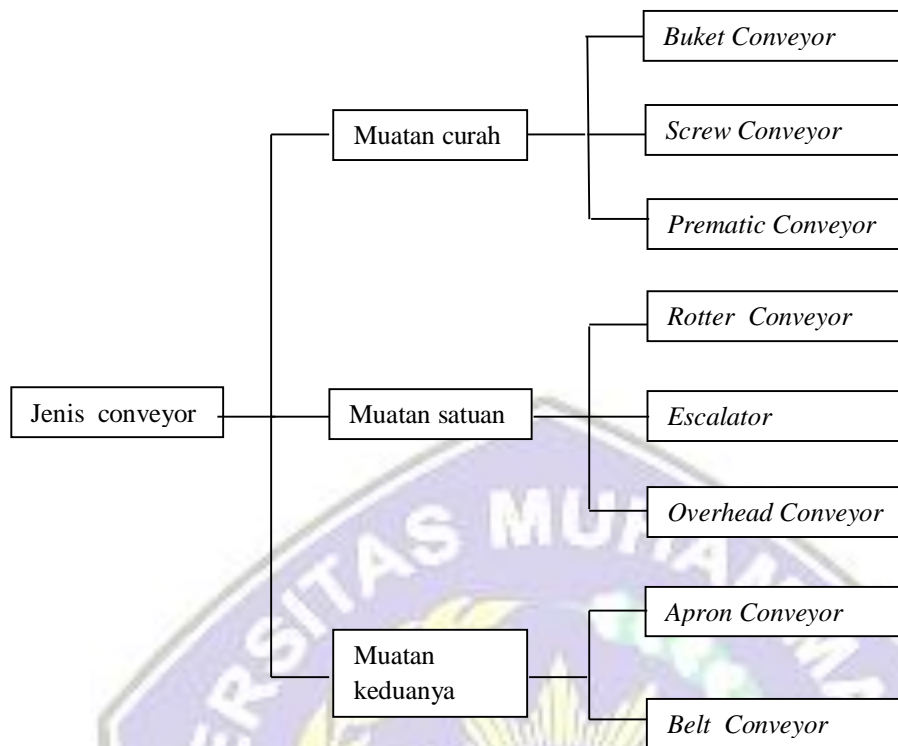 Buket Conveyor
Muatan curah
Screw Conveyor
Prematic Conveyor
Rotter Conveyor
Jenis conveyor
Muatan satuan
Escalator
Overhead Conveyor
Apron Conveyor
Muatan
keduanya
Belt Conveyor